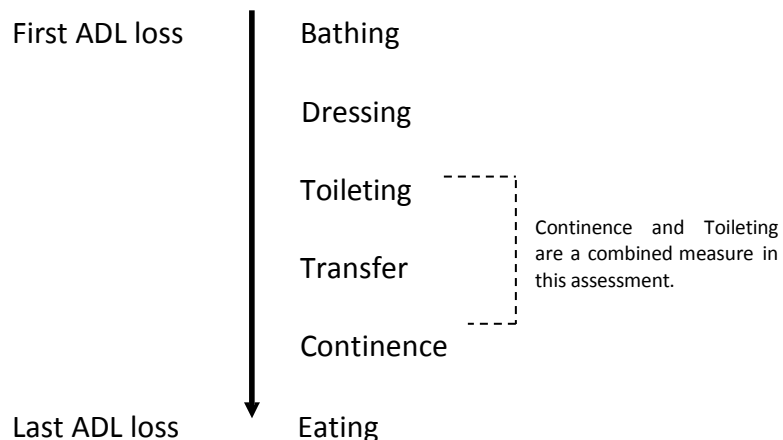 First ADL loss Bathing
Dressing
Toileting
Continence and Toileting
are a combined measure in
this assessment.
Transfer
Continence
Last ADL loss Eating